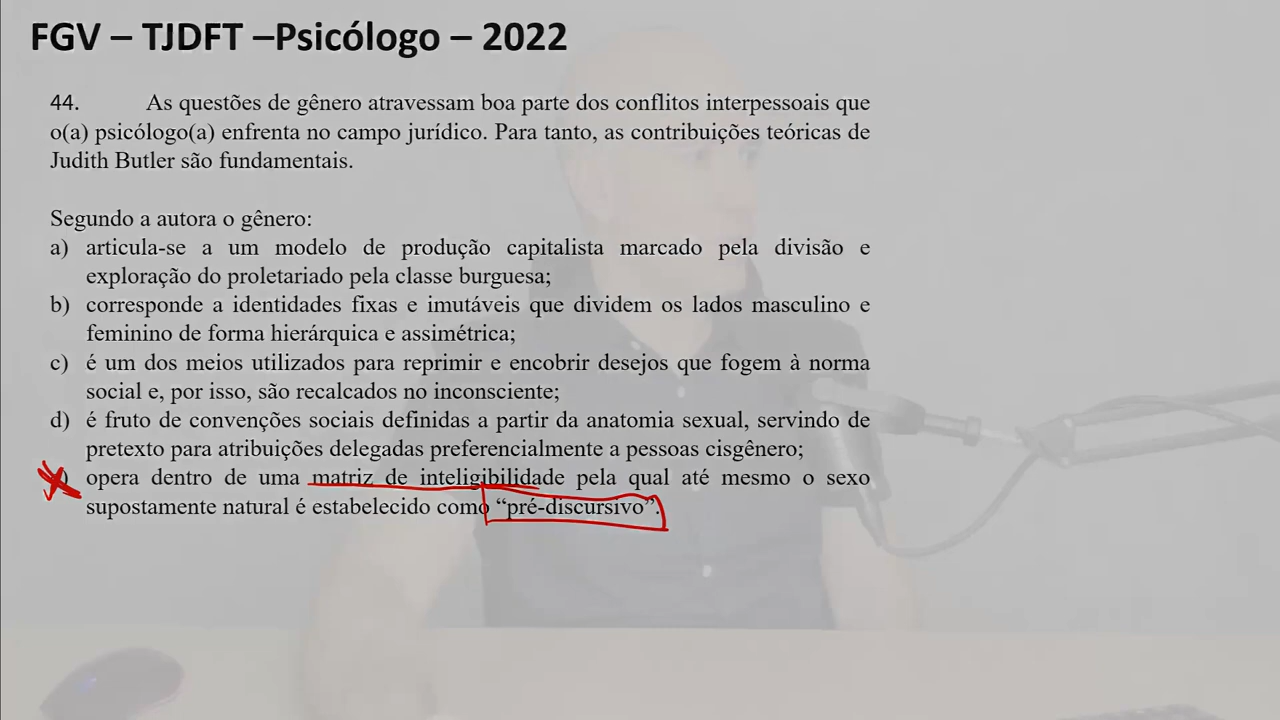 FGV – TJDFT –Psicólogo – 2022
44. As questões de gênero atravessam boa parte dos conflitos interpessoais que
o(a) psicólogo(a) enfrenta no campo jurídico. Para tanto, as contribuições teóricas de
Judith Butler são fundamentais.
Segundo a autora o gênero:
a) articula-se a um modelo de produção capitalista marcado pela divisão e
exploração do proletariado pela classe burguesa;
b) corresponde a identidades fixas e imutáveis que dividem os lados masculino e
feminino de forma hierárquica e assimétrica;
c) é um dos meios utilizados para reprimir e encobrir desejos que fogem à norma
social e, por isso, são recalcados no inconsciente;
d) é fruto de convenções sociais definidas a partir da anatomia sexual, servindo de
pretexto para atribuições delegadas preferencialmente a pessoas cisgênero;
opera dentro de uma matriz de inteligibilidade pela qual até mesmo o sexo
supostamente natural é estabelecido como “pré-discursivo”.